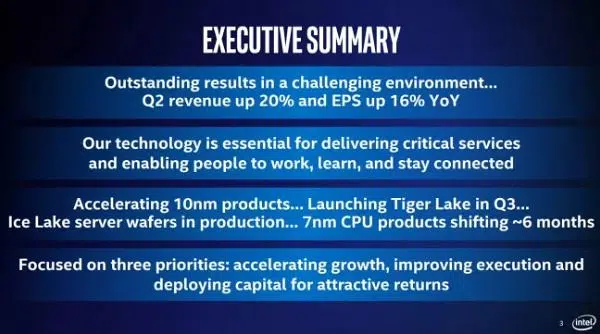 EXECUTIVE SUMMARY
Outstanding results in a challenging environment...
Q2 revenue up 20% and EPS up 16% YoY
Our technology is essential for delivering critical services
and enabling people to work, learn, and stay connected
Accelerating 10nm products... Launching Tiger Lake in Q3...
Ice Lake server wafers in production... 7nm CPU products shifting ~6 months
Focused on three priorities: accelerating growth, improving execution and
deploying capital for attractive returns
3
intel